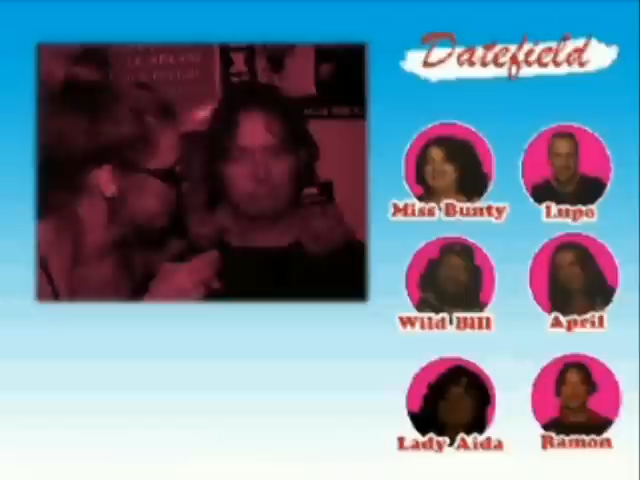 Datefield
Miss Bunty
Lupo
Wild Bill
April
Lady Aida
Ramon